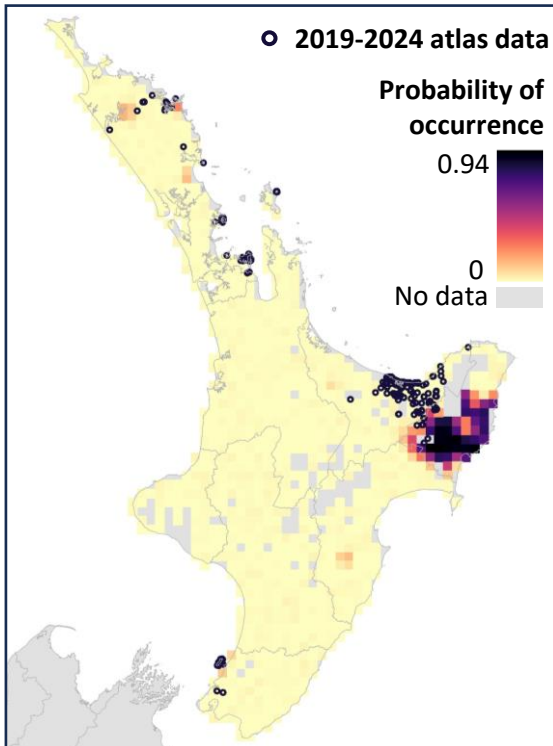 2019-2024 atlas data
Probability of
occurrence
0.94
0
No data